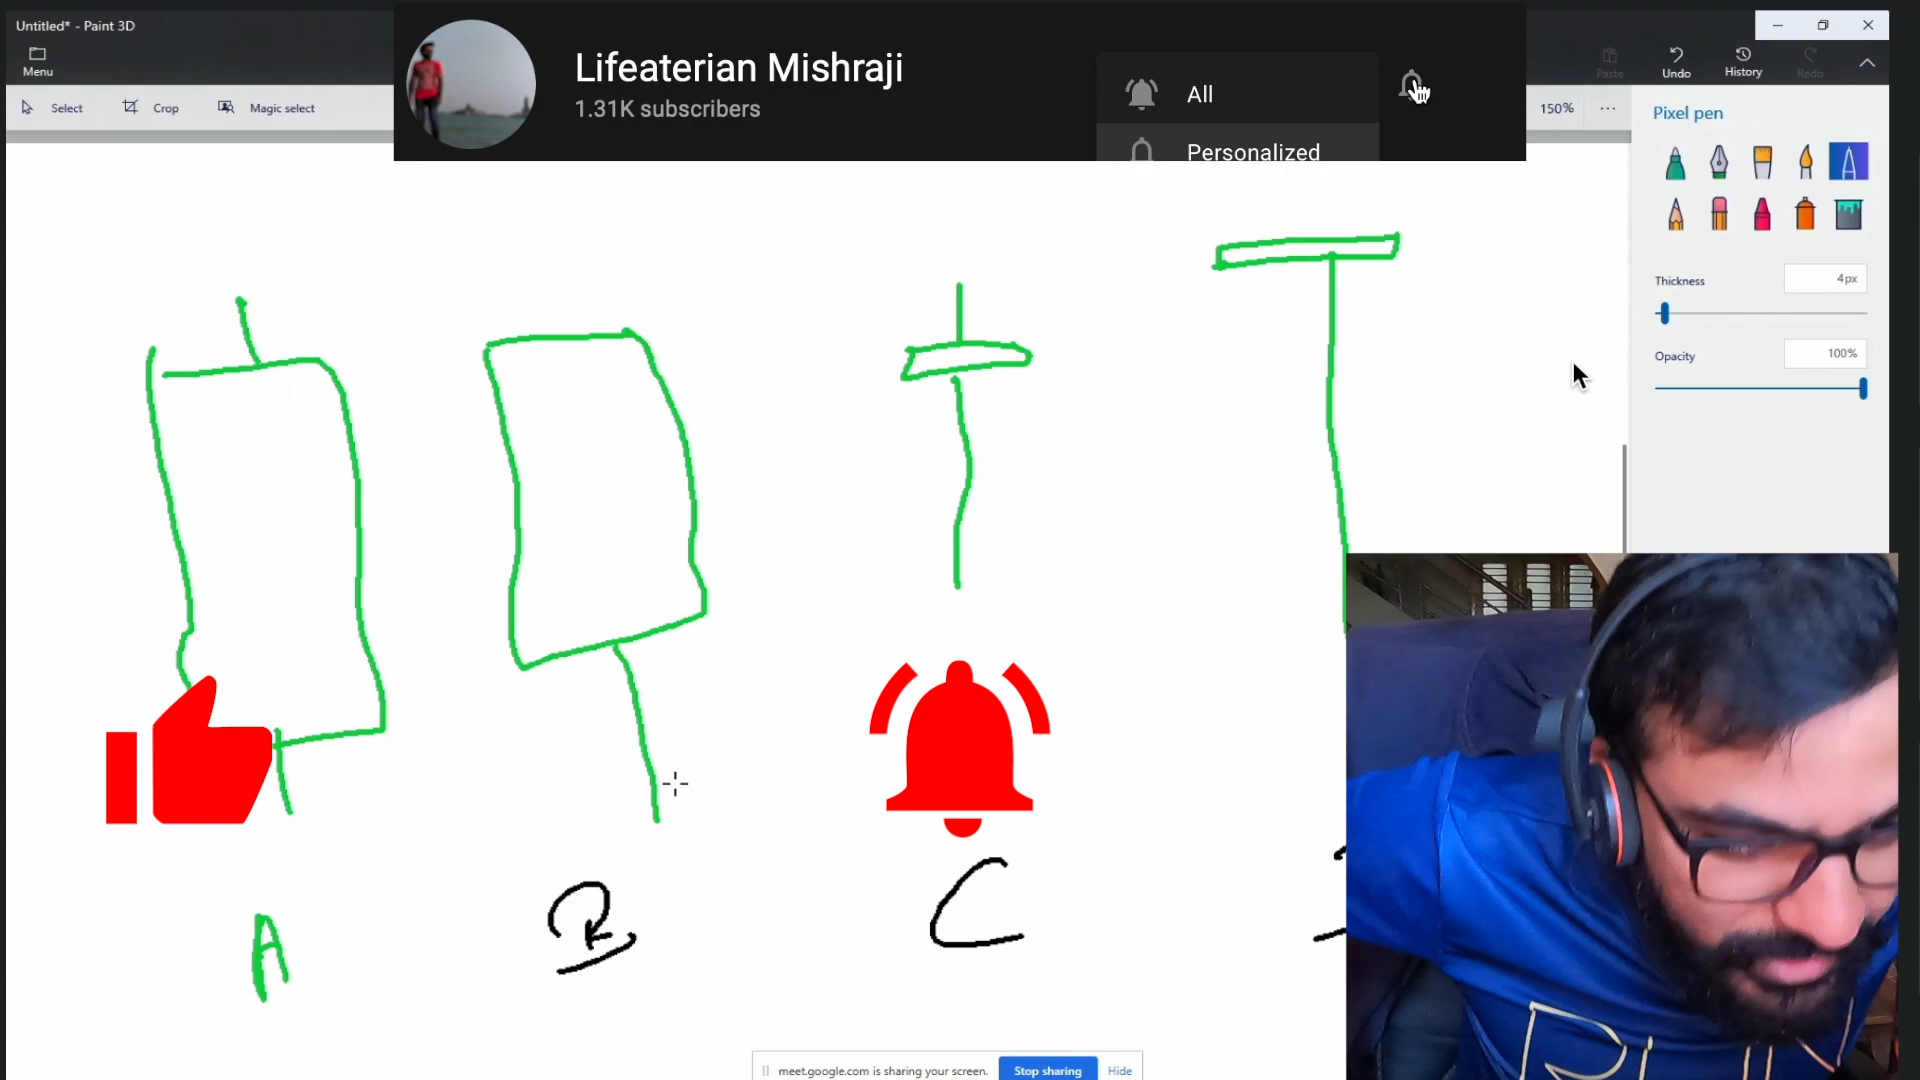 Untitled* - Paint 3D
Menu
Lifeaterian Mishraji
1.31K subscribers
All
Personalized
Paste
Undo
History
Redo
Select
Crop
Magic select
150%
Pixel pen
Thickness
4px
Opacity
100%
A
B
C
meet.google.com is sharing your screen.
Stop sharing
Hide